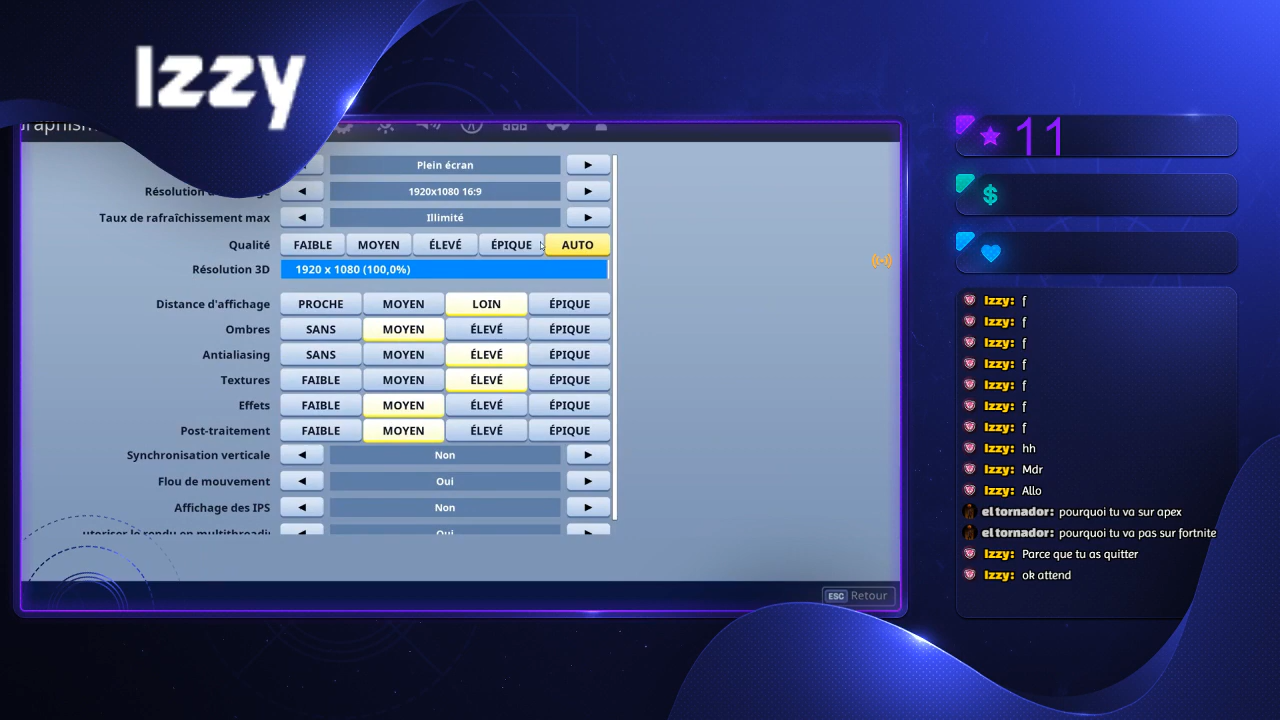 Izzy
Plein écran
1920x1080 16:9
Taux de rafraîchissement max
Illimité
Qualité
FAIBLE
MOYEN
ÉLEVÉ
ÉPIQUE
AUTO
Résolution 3D
1920 x 1080 (100,0%)
Distance d'affichage
PROCHE
MOYEN
LOIN
ÉPIQUE
Ombres
SANS
MOYEN
ÉLEVÉ
ÉPIQUE
Antialiasing
SANS
MOYEN
ÉLEVÉ
ÉPIQUE
Textures
FAIBLE
MOYEN
ÉLEVÉ
ÉPIQUE
Effets
FAIBLE
MOYEN
ÉLEVÉ
ÉPIQUE
Post-traitement
FAIBLE
MOYEN
ÉLEVÉ
ÉPIQUE
Synchronisation verticale
Non
Flou de mouvement
Oui
Affichage des IPS
Non
Oui
ESC Retour
11
$
Izzy: f
Izzy: f
Izzy: f
Izzy: f
Izzy: f
Izzy: f
Izzy: f
Izzy: hh
Izzy: Mdr
Izzy: Allo
el tornador: pourquoi tu va sur apex
el tornador: pourquoi tu va pas sur fortnite
Izzy: Parce que tu as quitter
Izzy: ok attend